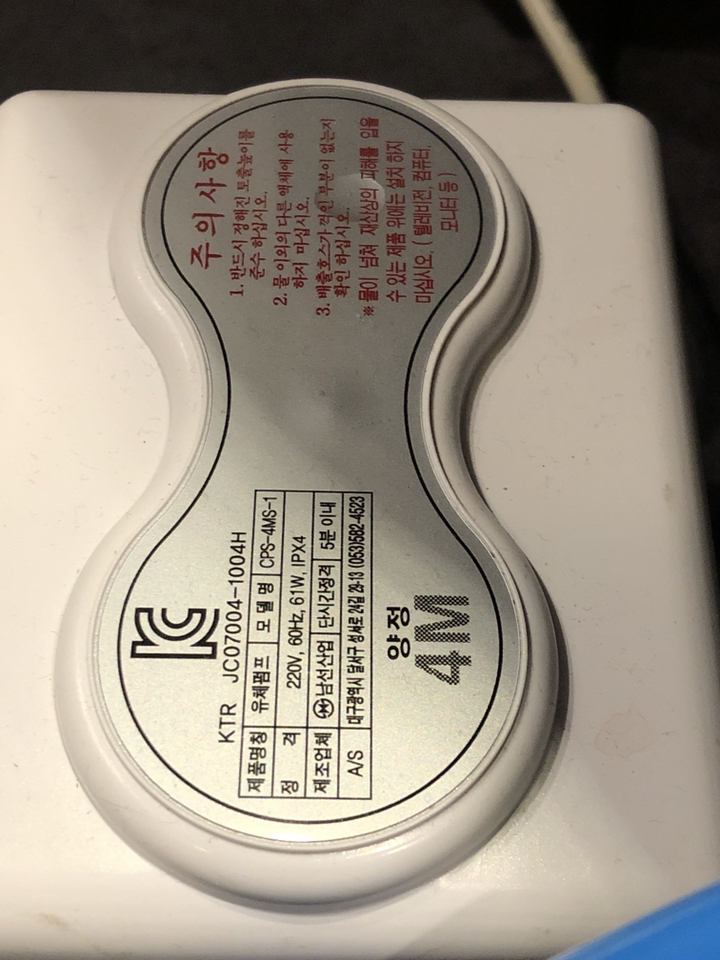 주의사항
1. 반드시 정해진 토출높이를
준수 하십시오.
2. 물 이외의 다른 액체에 사용
하지 마십시오.
3. 배출호스가 꺽인 부분이 없는지
확인 하십시오.
※ 물이 넘쳐 재산상의 피해를 입을
수 있는 제품 위에는 설치 하지
마십시오. ( 텔레비전, 컴퓨터,
모니터 등 )
KC
KTR JC07004-1004H
제품명칭 유체펌프 모델명 CPS-4MS-1
정 격 220V, 60Hz, 61W, IPX4
제조업체 남선산업 단시간정격 5분 이내
A/S 대구광역시 달서구 성서로 24길 28-13 (053)582-4523
양정
4M